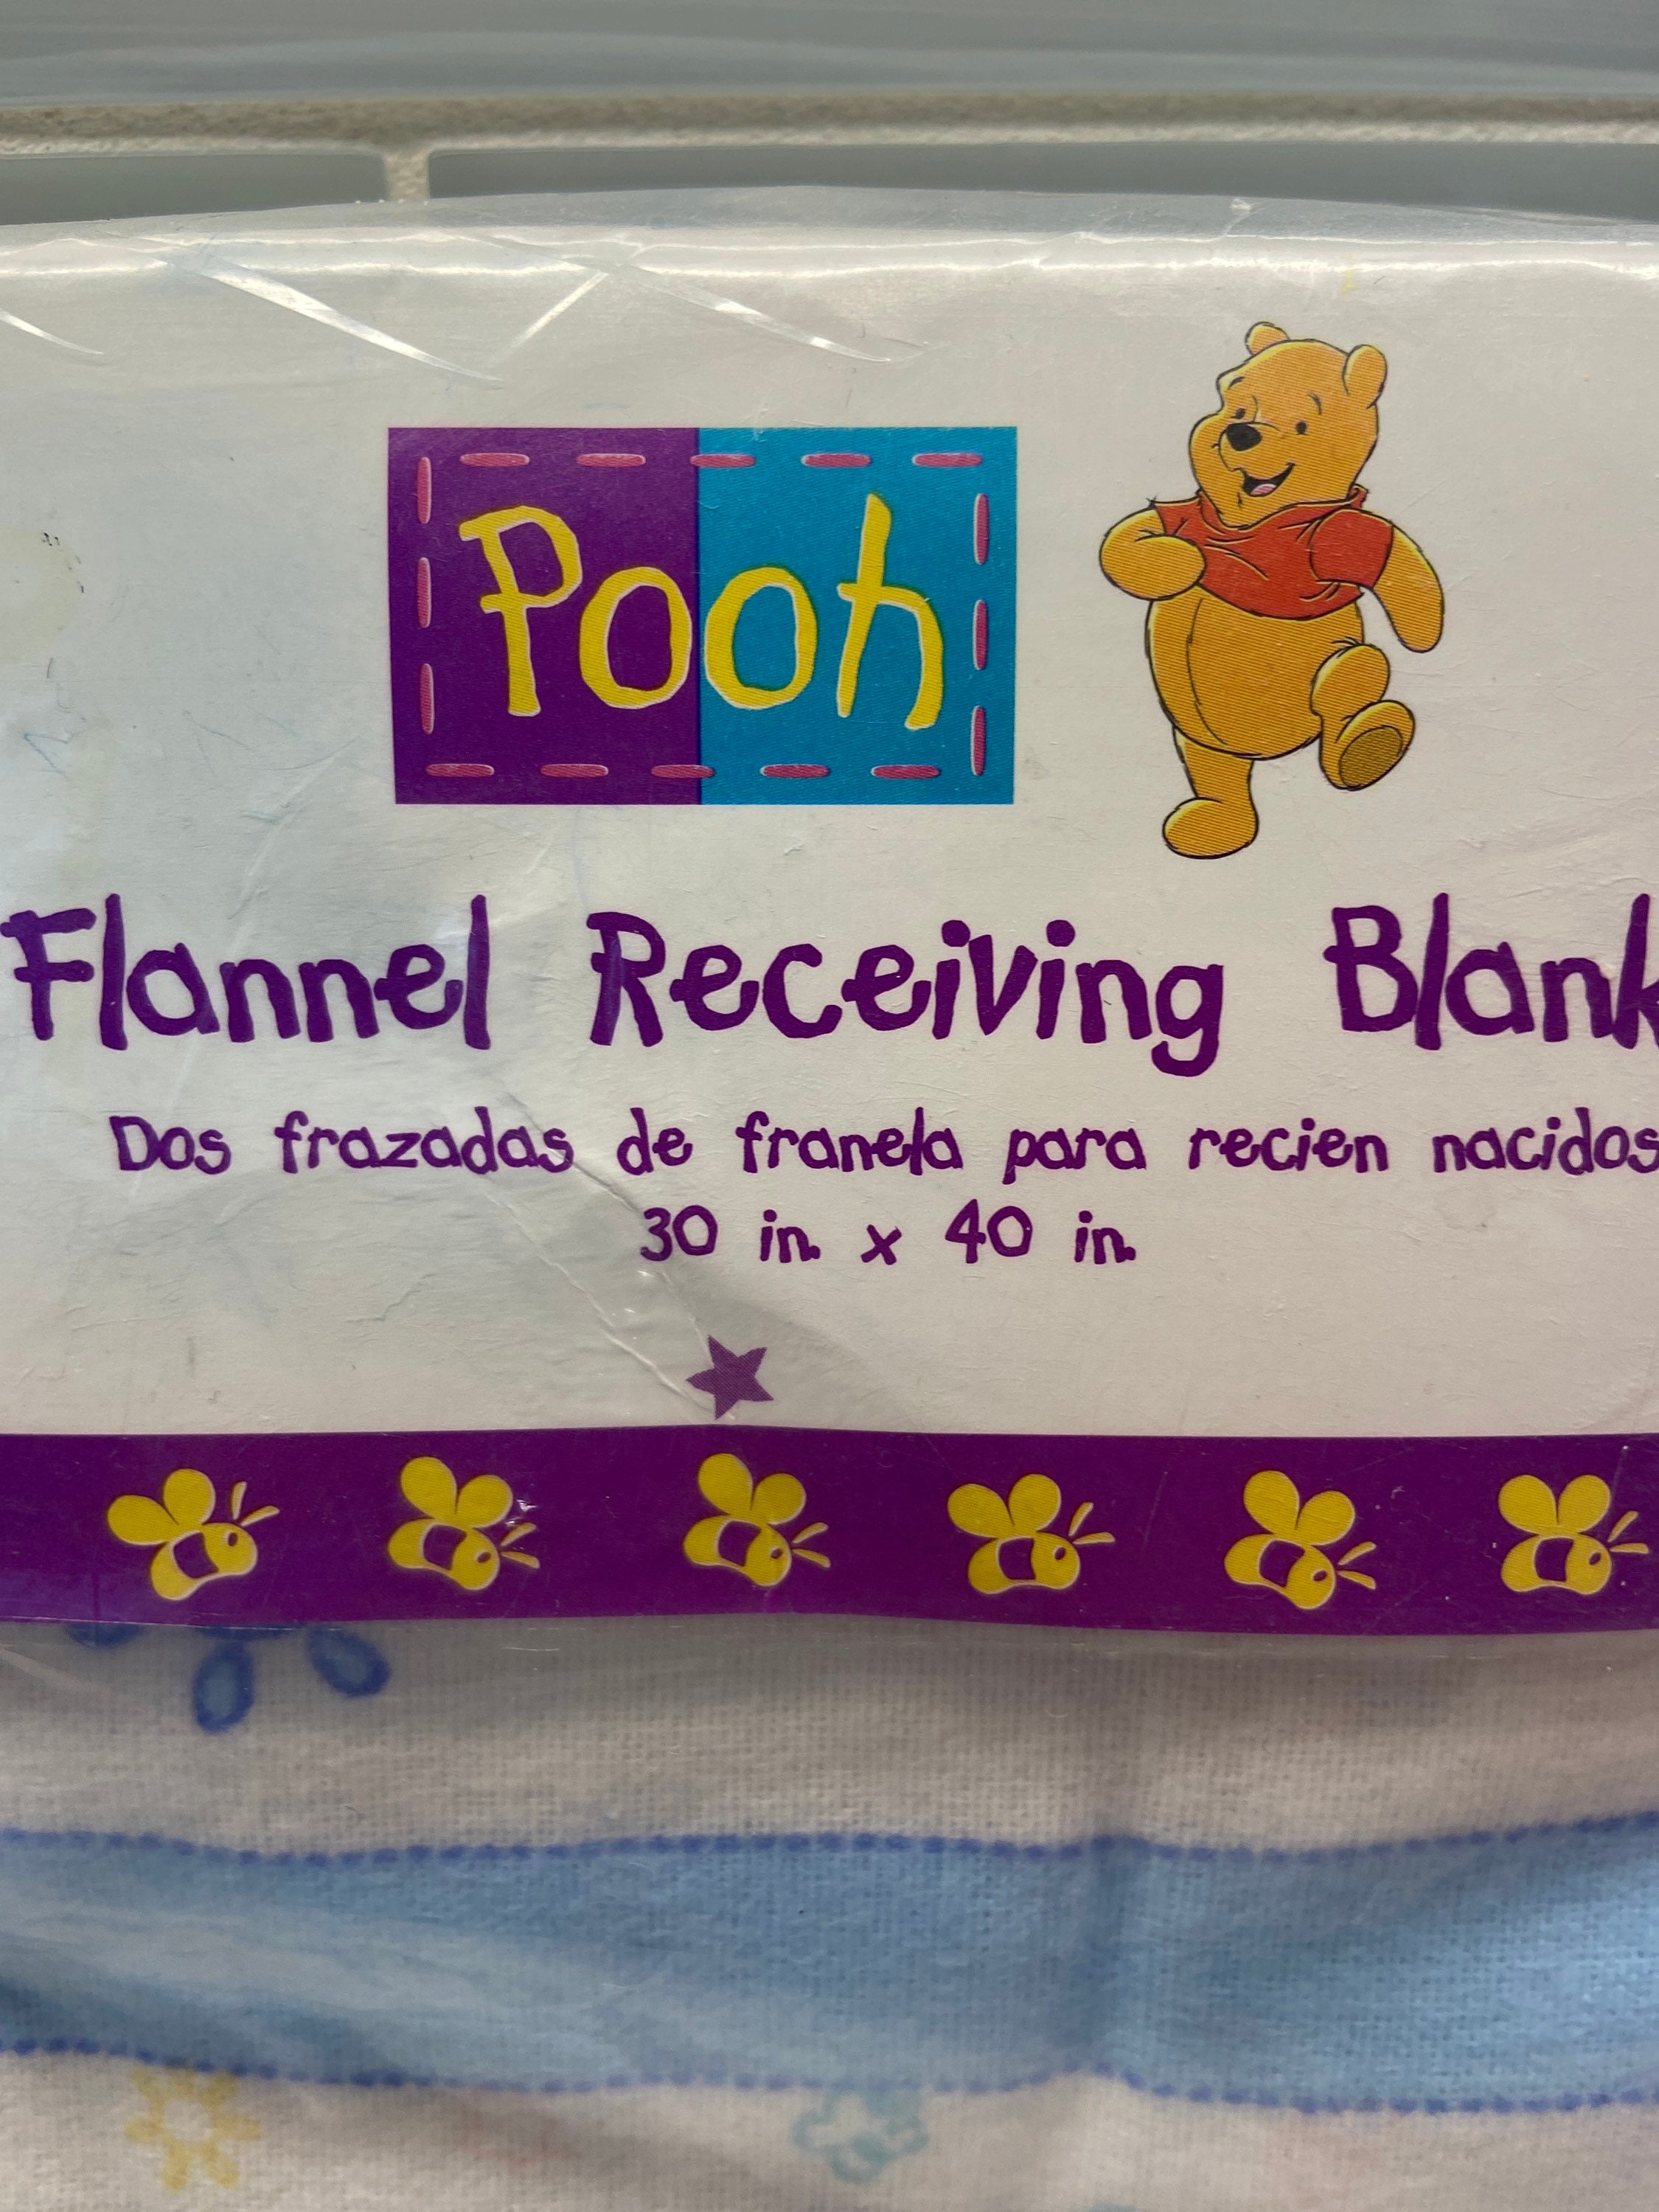 Pooh
Flannel Receiving Blank
Dos frazadas de franela para recien nacidos
30 in. x 40 in.